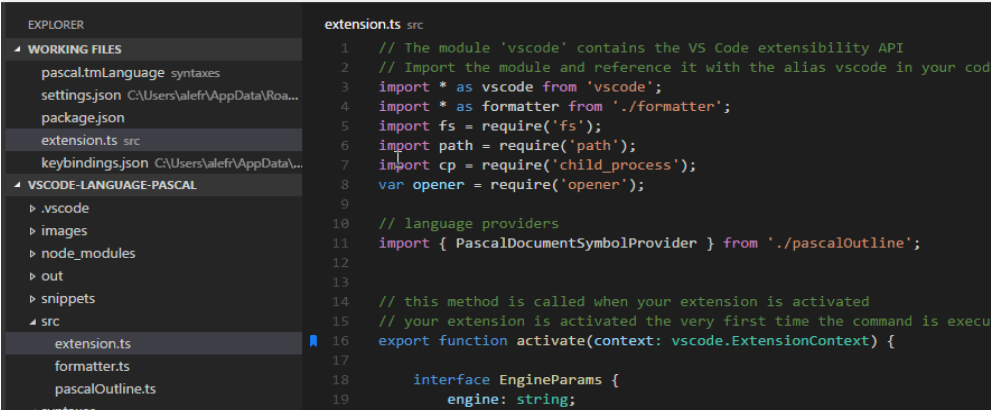 EXPLORER
WORKING FILES
pascal.tmLanguage syntaxes
settings.json C:\Users\alefr\AppData\Roa...
package.json
extension.ts src
keybindings.json C:\Users\alefr\AppData\...
VSCODE-LANGUAGE-PASCAL
.vscode
images
node_modules
out
snippets
src
extension.ts
formatter.ts
pascalOutline.ts
extension.ts src
1 // The module 'vscode' contains the VS Code extensibility API
2 // Import the module and reference it with the alias vscode in your cod
3 import * as vscode from 'vscode';
4 import * as formatter from './formatter';
5 import fs = require('fs');
6 import path = require('path');
7 import cp = require('child_process');
8 var opener = require('opener');
9
10 // language providers
11 import { PascalDocumentSymbolProvider } from './pascalOutline';
12
13
14 // this method is called when your extension is activated
15 // your extension is activated the very first time the command is execu
16 export function activate(context: vscode.ExtensionContext) {
17
18 interface EngineParams {
19 engine: string;